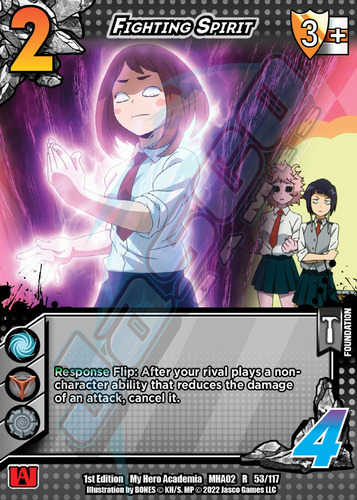 2
Fighting Spirit
3
+
FOUNDATION
Response Flip: After your rival plays a non-
character ability that reduces the damage
of an attack, cancel it.
4
1st Edition My Hero Academia MHA02 R 53/117
Illustration by BONES © KH/S. MP © 2022 Jasco Games LLC